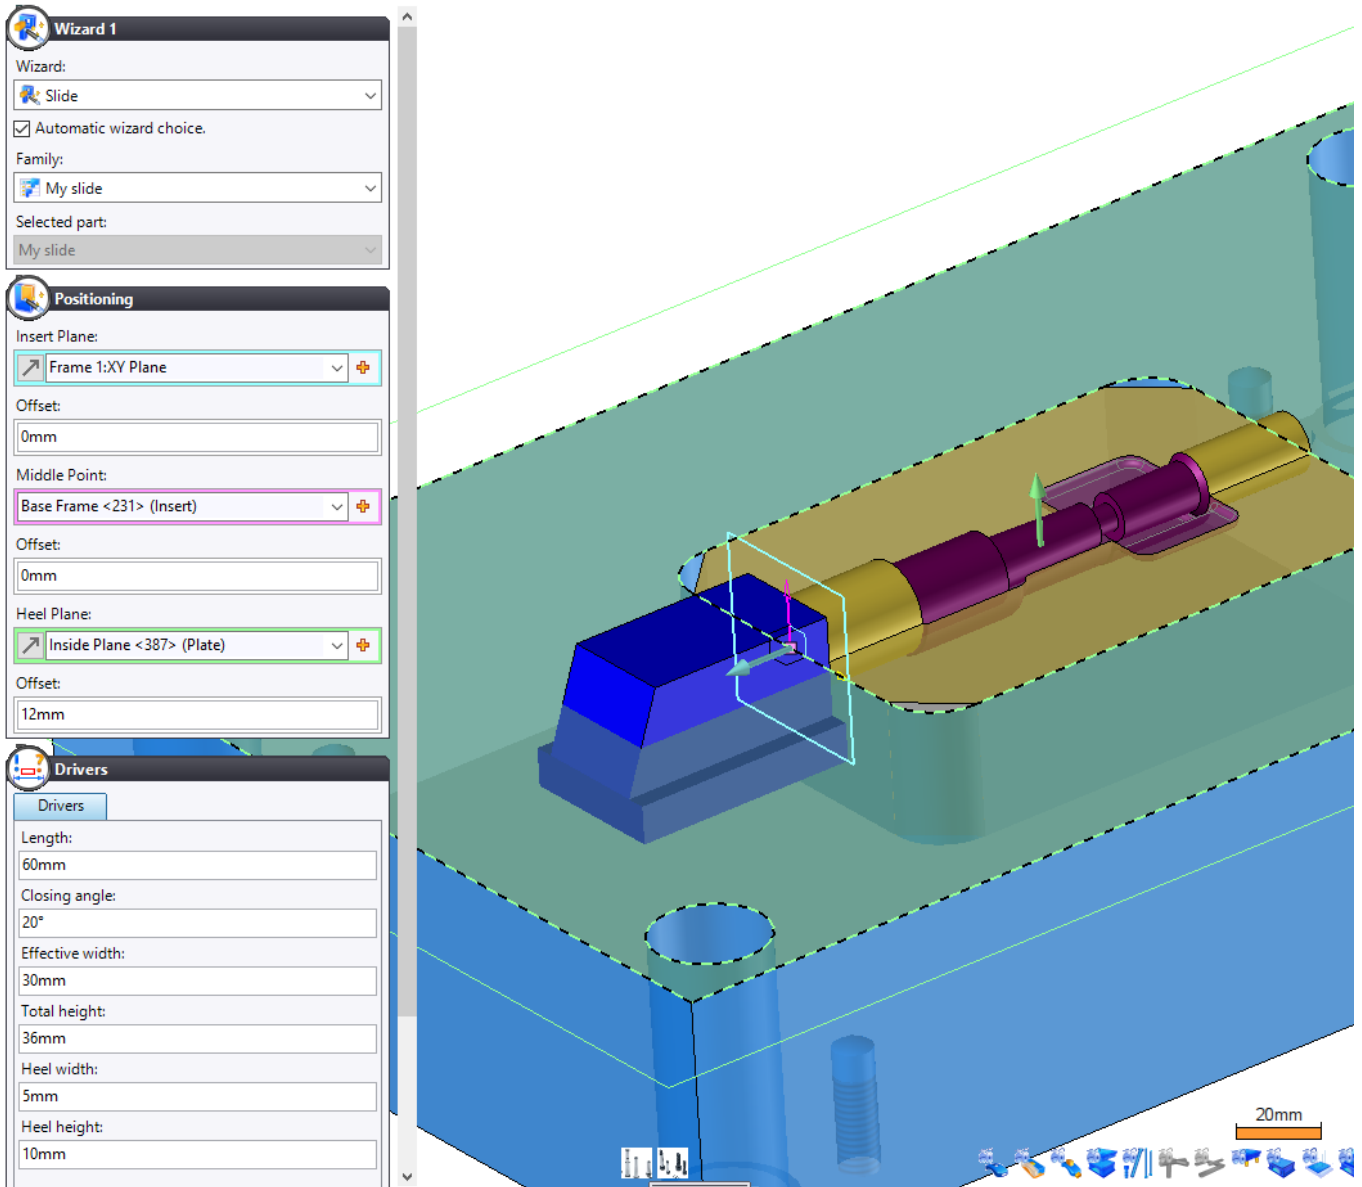 Wizard 1
Wizard:
Slide
Automatic wizard choice.
Family:
My slide
Selected part:
My slide
Positioning
Insert Plane:
Frame 1:XY Plane
Offset:
0mm
Middle Point:
Base Frame <231> (Insert)
Offset:
0mm
Heel Plane:
Inside Plane <387> (Plate)
Offset:
12mm
Drivers
Drivers
Length:
60mm
Closing angle:
20°
Effective width:
30mm
Total height:
36mm
Heel width:
5mm
Heel height:
10mm
20mm